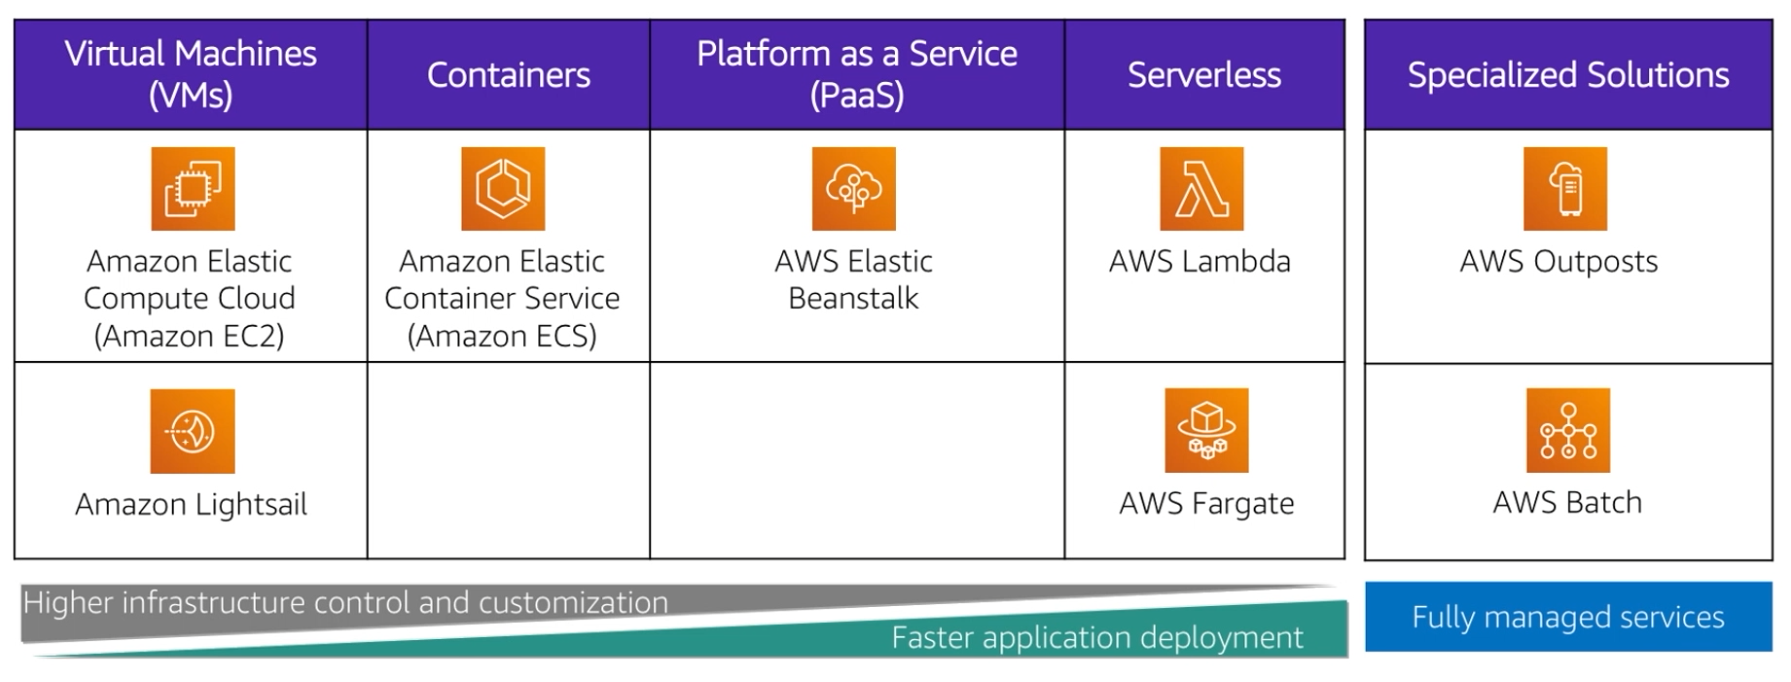 Virtual Machines
(VMs)
Containers
Platform as a Service
(PaaS)
Serverless
Specialized Solutions
Amazon Elastic
Compute Cloud
(Amazon EC2)
Amazon Elastic
Container Service
(Amazon ECS)
AWS Elastic
Beanstalk
AWS Lambda
AWS Outposts
Amazon Lightsail
AWS Fargate
AWS Batch
Higher infrastructure control and customization
Faster application deployment
Fully managed services